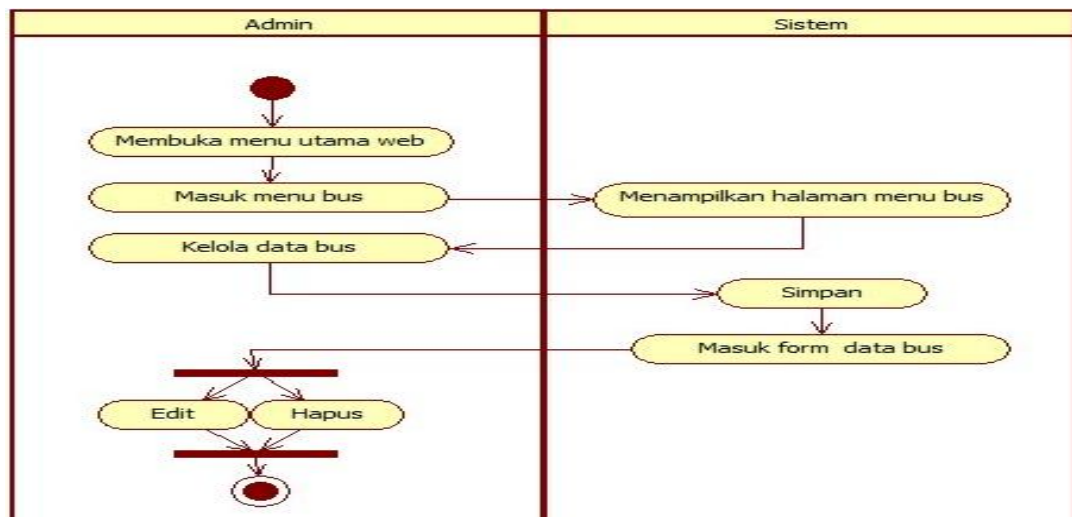 Admin
Sistem
Membuka menu utama web
Masuk menu bus
Menampilkan halaman menu bus
Kelola data bus
Simpan
Masuk form data bus
Edit
Hapus